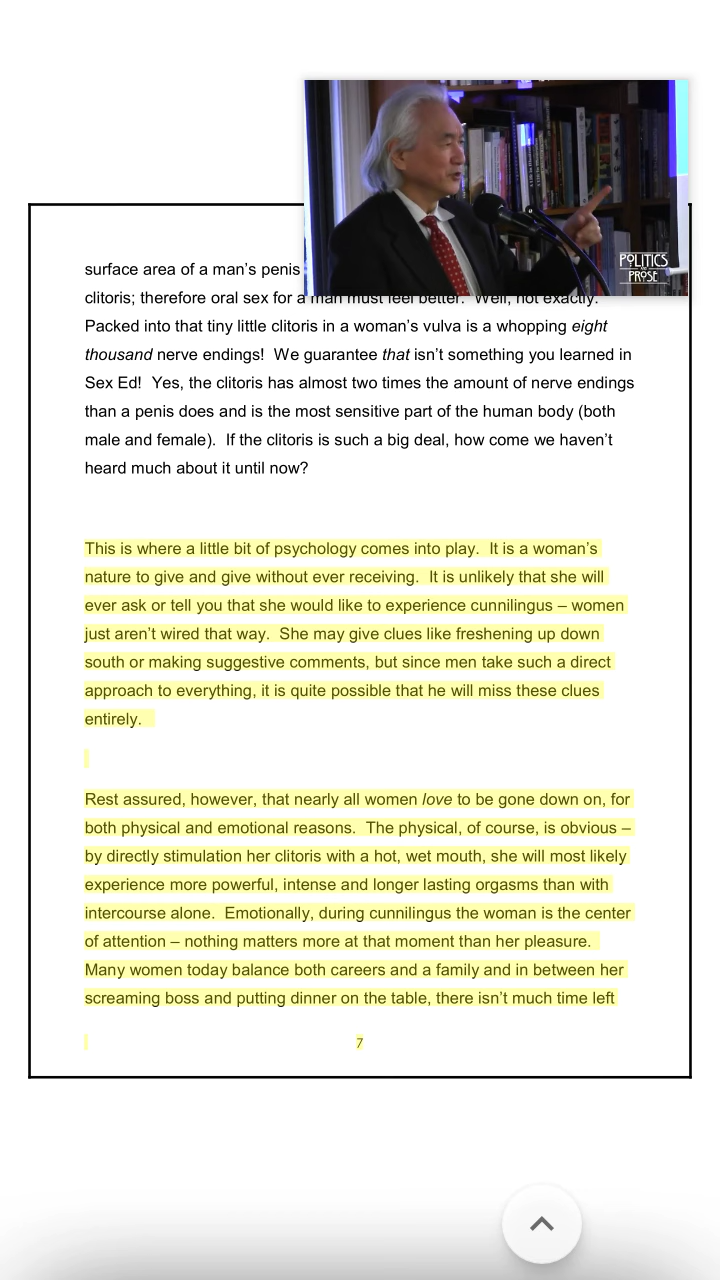 POLITICS
PROSE
surface area of a man’s penis
clitoris; therefore oral sex for a man must feel better. Well, not exactly.
Packed into that tiny little clitoris in a woman’s vulva is a whopping eight
thousand nerve endings! We guarantee that isn’t something you learned in
Sex Ed! Yes, the clitoris has almost two times the amount of nerve endings
than a penis does and is the most sensitive part of the human body (both
male and female). If the clitoris is such a big deal, how come we haven’t
heard much about it until now?
This is where a little bit of psychology comes into play. It is a woman’s
nature to give and give without ever receiving. It is unlikely that she will
ever ask or tell you that she would like to experience cunnilingus – women
just aren’t wired that way. She may give clues like freshening up down
south or making suggestive comments, but since men take such a direct
approach to everything, it is quite possible that he will miss these clues
entirely.
Rest assured, however, that nearly all women love to be gone down on, for
both physical and emotional reasons. The physical, of course, is obvious –
by directly stimulation her clitoris with a hot, wet mouth, she will most likely
experience more powerful, intense and longer lasting orgasms than with
intercourse alone. Emotionally, during cunnilingus the woman is the center
of attention – nothing matters more at that moment than her pleasure.
Many women today balance both careers and a family and in between her
screaming boss and putting dinner on the table, there isn’t much time left
7